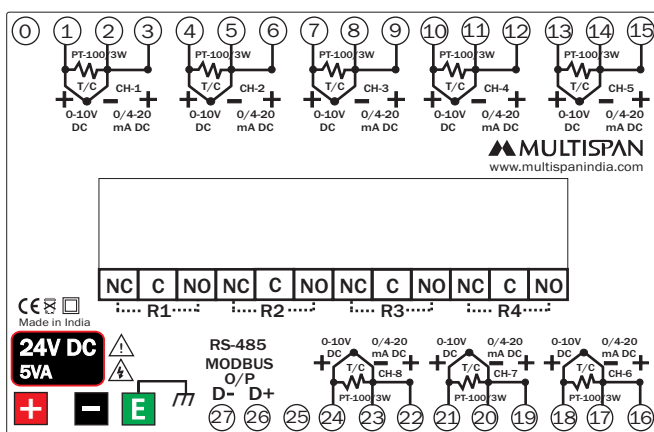 0 1 2 3 4 5 6 7 8 9 10 11 12 13 14 15
PT-100/3W PT-100/3W PT-100/3W PT-100/3W PT-100/3W
T/C CH-1 T/C CH-2 T/C CH-3 T/C CH-4 T/C CH-5
+ − + + − + + − + + − + + − +
0-10V 0/4-20 0-10V 0/4-20 0-10V 0/4-20 0-10V 0/4-20 0-10V 0/4-20
DC mA DC DC mA DC DC mA DC DC mA DC DC mA DC
MULTISPAN
www.multispanindia.com
NC C NO NC C NO NC C NO NC C NO
R1 R2 R3 R4
CE
Made in India
24V DC
5VA
+ − E
RS-485
MODBUS
O/P
D- D+
0-10V 0/4-20 0-10V 0/4-20 0-10V 0/4-20
DC mA DC DC mA DC DC mA DC
+ − + + − + + − +
T/C CH-8 T/C CH-7 T/C CH-6
PT-100/3W PT-100/3W PT-100/3W
27 26 25 24 23 22 21 20 19 18 17 16